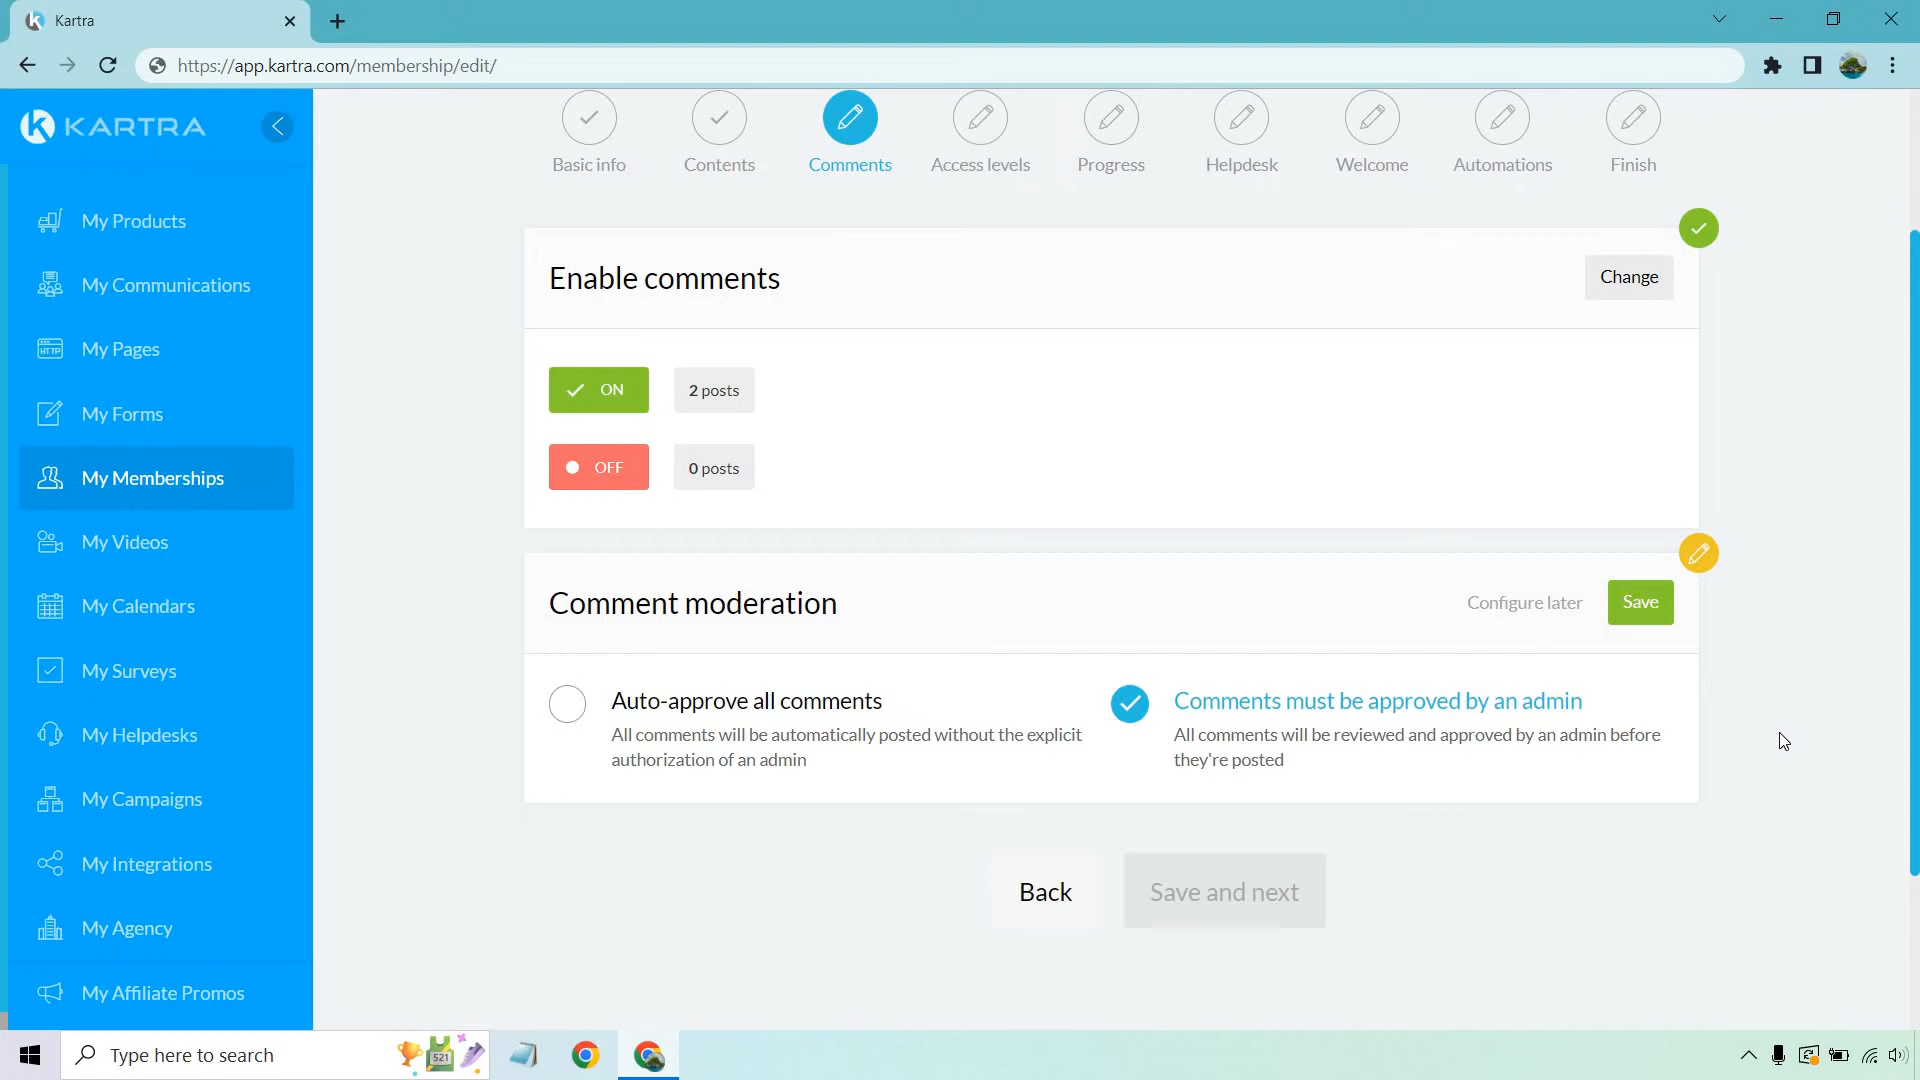 Kartra
https://app.kartra.com/membership/edit/
KARTRA
Basic info
Contents
Comments
Access levels
Progress
Helpdesk
Welcome
Automations
Finish
My Products
My Communications
HTTP
My Pages
My Forms
My Memberships
My Videos
My Calendars
My Surveys
My Helpdesks
My Campaigns
My Integrations
My Agency
My Affiliate Promos
Enable comments
Change
ON
2 posts
OFF
0 posts
Comment moderation
Configure later
Save
Auto-approve all comments
All comments will be automatically posted without the explicit
authorization of an admin
Comments must be approved by an admin
All comments will be reviewed and approved by an admin before
they're posted
Back
Save and next
Type here to search
521